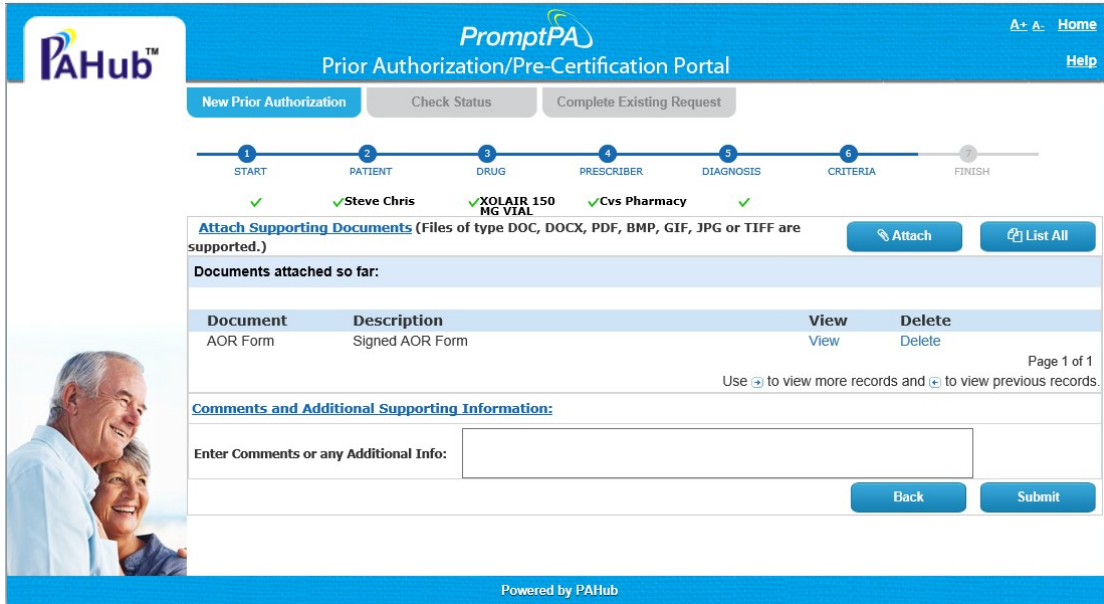 PAHub™
PromptPA
Prior Authorization/Pre-Certification Portal
A+ A- Home
Help
New Prior Authorization Check Status Complete Existing Request
1 2 3 4 5 6 7
START PATIENT DRUG PRESCRIBER DIAGNOSIS CRITERIA FINISH
Steve Chris XOLAIR 150 Cvs Pharmacy
MG VIAL
Attach Supporting Documents (Files of type DOC, DOCX, PDF, BMP, GIF, JPG or TIFF are
supported.)
Attach List All
Documents attached so far:
Document Description View Delete
AOR Form Signed AOR Form View Delete
Page 1 of 1
Use to view more records and to view previous records.
Comments and Additional Supporting Information:
Enter Comments or any Additional Info:
Back Submit
Powered by PAHub